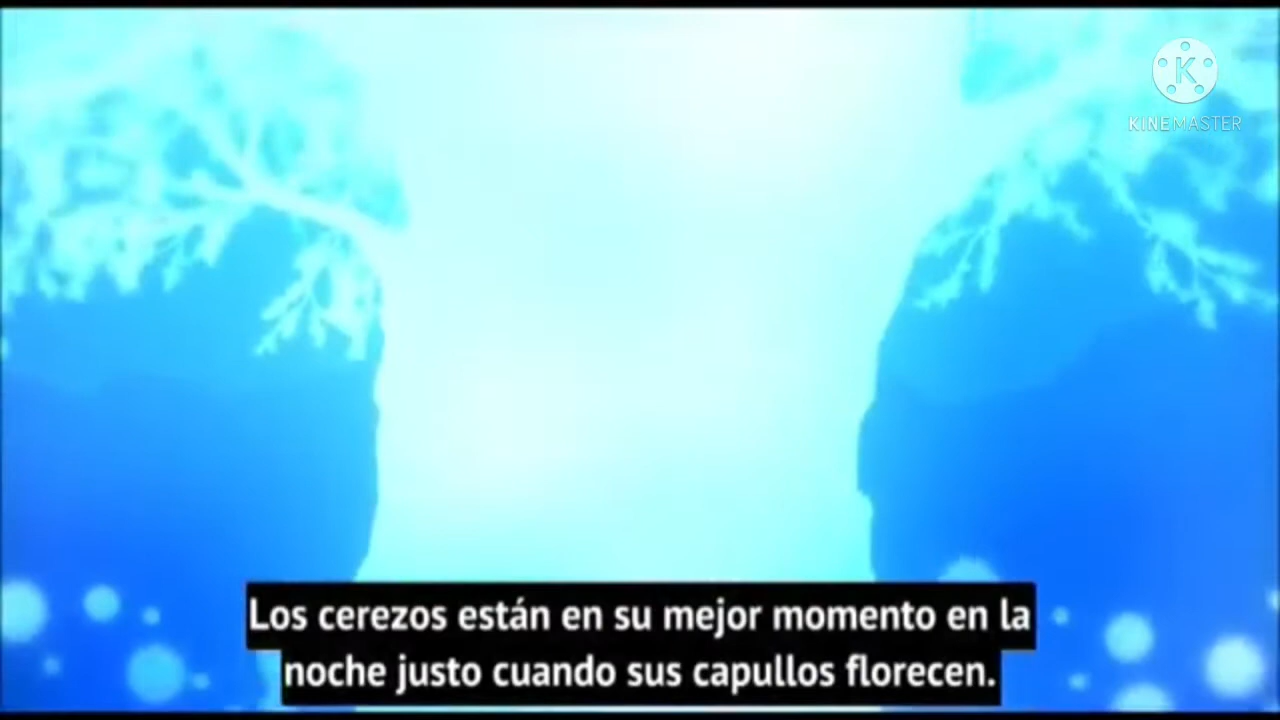 K
KINEMASTER
Los cerezos están en su mejor momento en la
noche justo cuando sus capullos florecen.